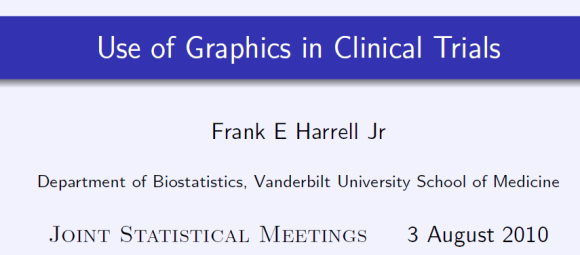 Use of Graphics in Clinical Trials
Frank E Harrell Jr
Department of Biostatistics, Vanderbilt University School of Medicine
Joint Statistical Meetings 3 August 2010